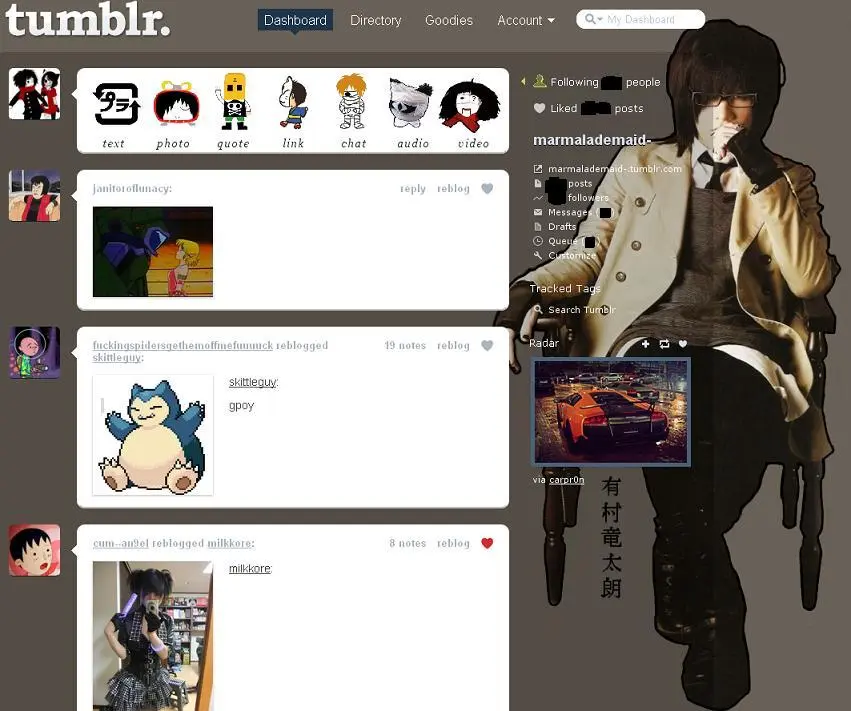 tumblr.
Dashboard Directory Goodies Account My Dashboard
プラ
text photo quote link chat audio video
Following people
Liked posts
marmalademaid-
marmalademaid-.tumblr.com
posts
followers
Messages
Drafts
Queue
Customize
Tracked Tags
Search Tumblr
Radar
via carpr0n
有村竜太朗
janitoroflunacy: reply reblog
fuckingspidersgethemoffinefuuuuck reblogged 19 notes reblog
skittleguy:
skittleguy:
gpoy
cum--an9el reblogged milkkore: 8 notes reblog
milkkore: